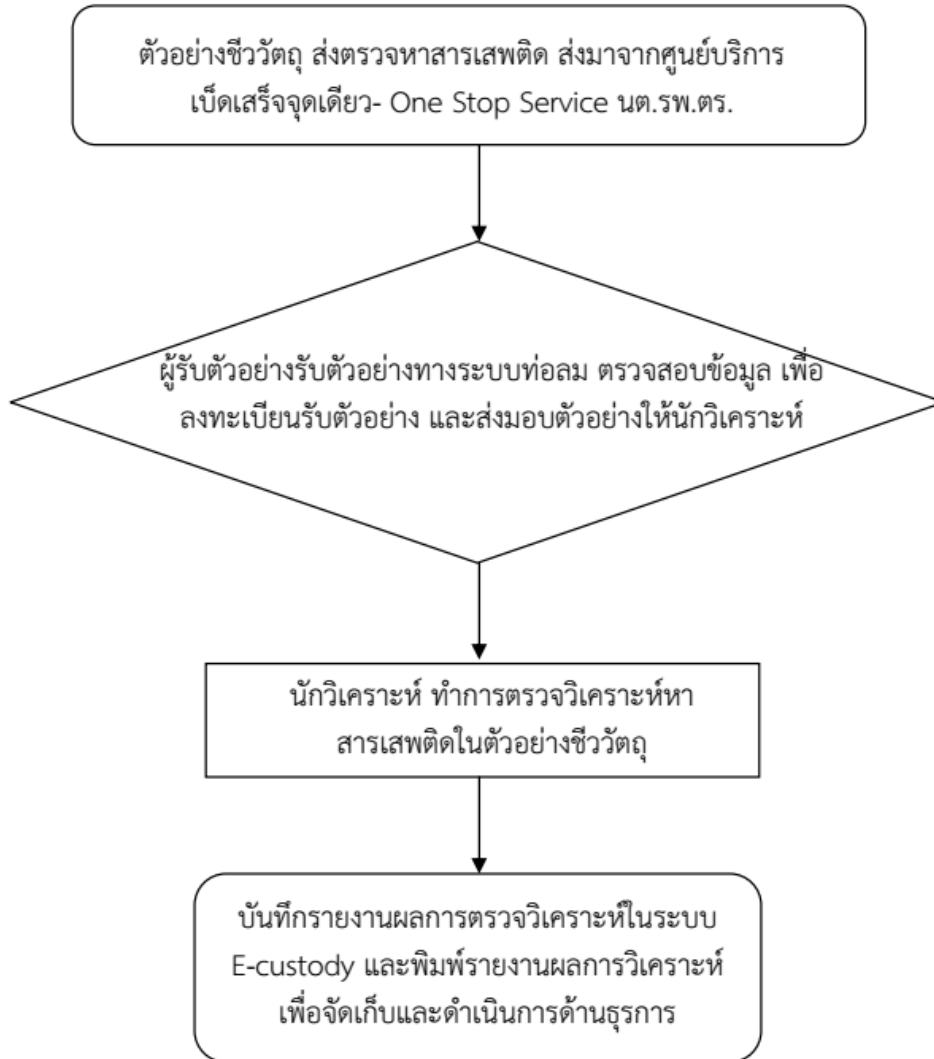 ตัวอย่างชีววัตถุ ส่งตรวจหาสารเสพติด ส่งมาจากศูนย์บริการ
เบ็ดเสร็จจุดเดียว- One Stop Service นต.รพ.ตร.
ผู้รับตัวอย่างรับตัวอย่างทางระบบท่อลม ตรวจสอบข้อมูล เพื่อ
ลงทะเบียนรับตัวอย่าง และส่งมอบตัวอย่างให้นักวิเคราะห์
นักวิเคราะห์ ทำการตรวจวิเคราะห์หา
สารเสพติดในตัวอย่างชีววัตถุ
บันทึกรายงานผลการตรวจวิเคราะห์ในระบบ
E-custody และพิมพ์รายงานผลการวิเคราะห์
เพื่อจัดเก็บและดำเนินการด้านธุรการ